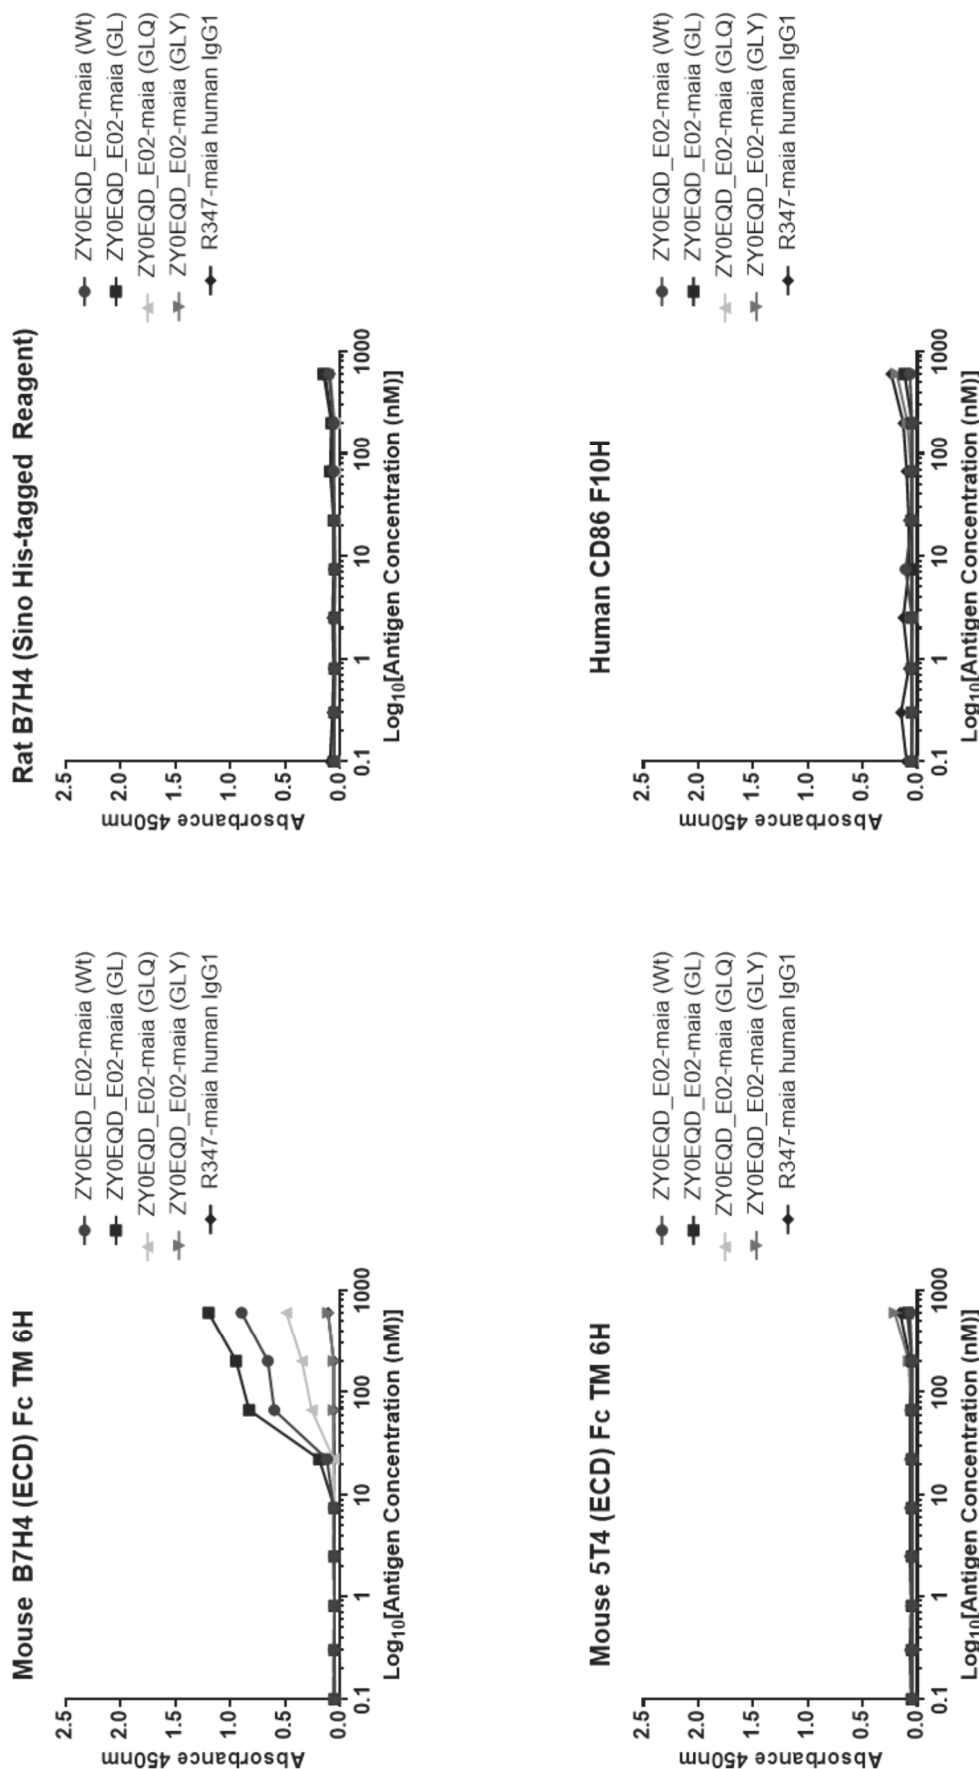 Mouse B7H4 (ECD) Fc TM 6H
Absorbance 450nm
2.5
2.0
1.5
1.0
0.5
0.0
0.1
1
10
100
1000
Log10[Antigen Concentration (nM)]
ZY0EQD_E02-maia (Wt)
ZY0EQD_E02-maia (GL)
ZY0EQD_E02-maia (GLQ)
ZY0EQD_E02-maia (GLY)
R347-maia human IgG1
Rat B7H4 (Sino His-tagged Reagent)
Absorbance 450nm
2.5
2.0
1.5
1.0
0.5
0.0
0.1
1
10
100
1000
Log10[Antigen Concentration (nM)]
ZY0EQD_E02-maia (Wt)
ZY0EQD_E02-maia (GL)
ZY0EQD_E02-maia (GLQ)
ZY0EQD_E02-maia (GLY)
R347-maia human IgG1
Mouse 5T4 (ECD) Fc TM 6H
Absorbance 450nm
2.5
2.0
1.5
1.0
0.5
0.0
0.1
1
10
100
1000
Log10[Antigen Concentration (nM)]
ZY0EQD_E02-maia (Wt)
ZY0EQD_E02-maia (GL)
ZY0EQD_E02-maia (GLQ)
ZY0EQD_E02-maia (GLY)
R347-maia human IgG1
Human CD86 F10H
Absorbance 450nm
2.5
2.0
1.5
1.0
0.5
0.0
0.1
1
10
100
1000
Log10[Antigen Concentration (nM)]
ZY0EQD_E02-maia (Wt)
ZY0EQD_E02-maia (GL)
ZY0EQD_E02-maia (GLQ)
ZY0EQD_E02-maia (GLY)
R347-maia human IgG1